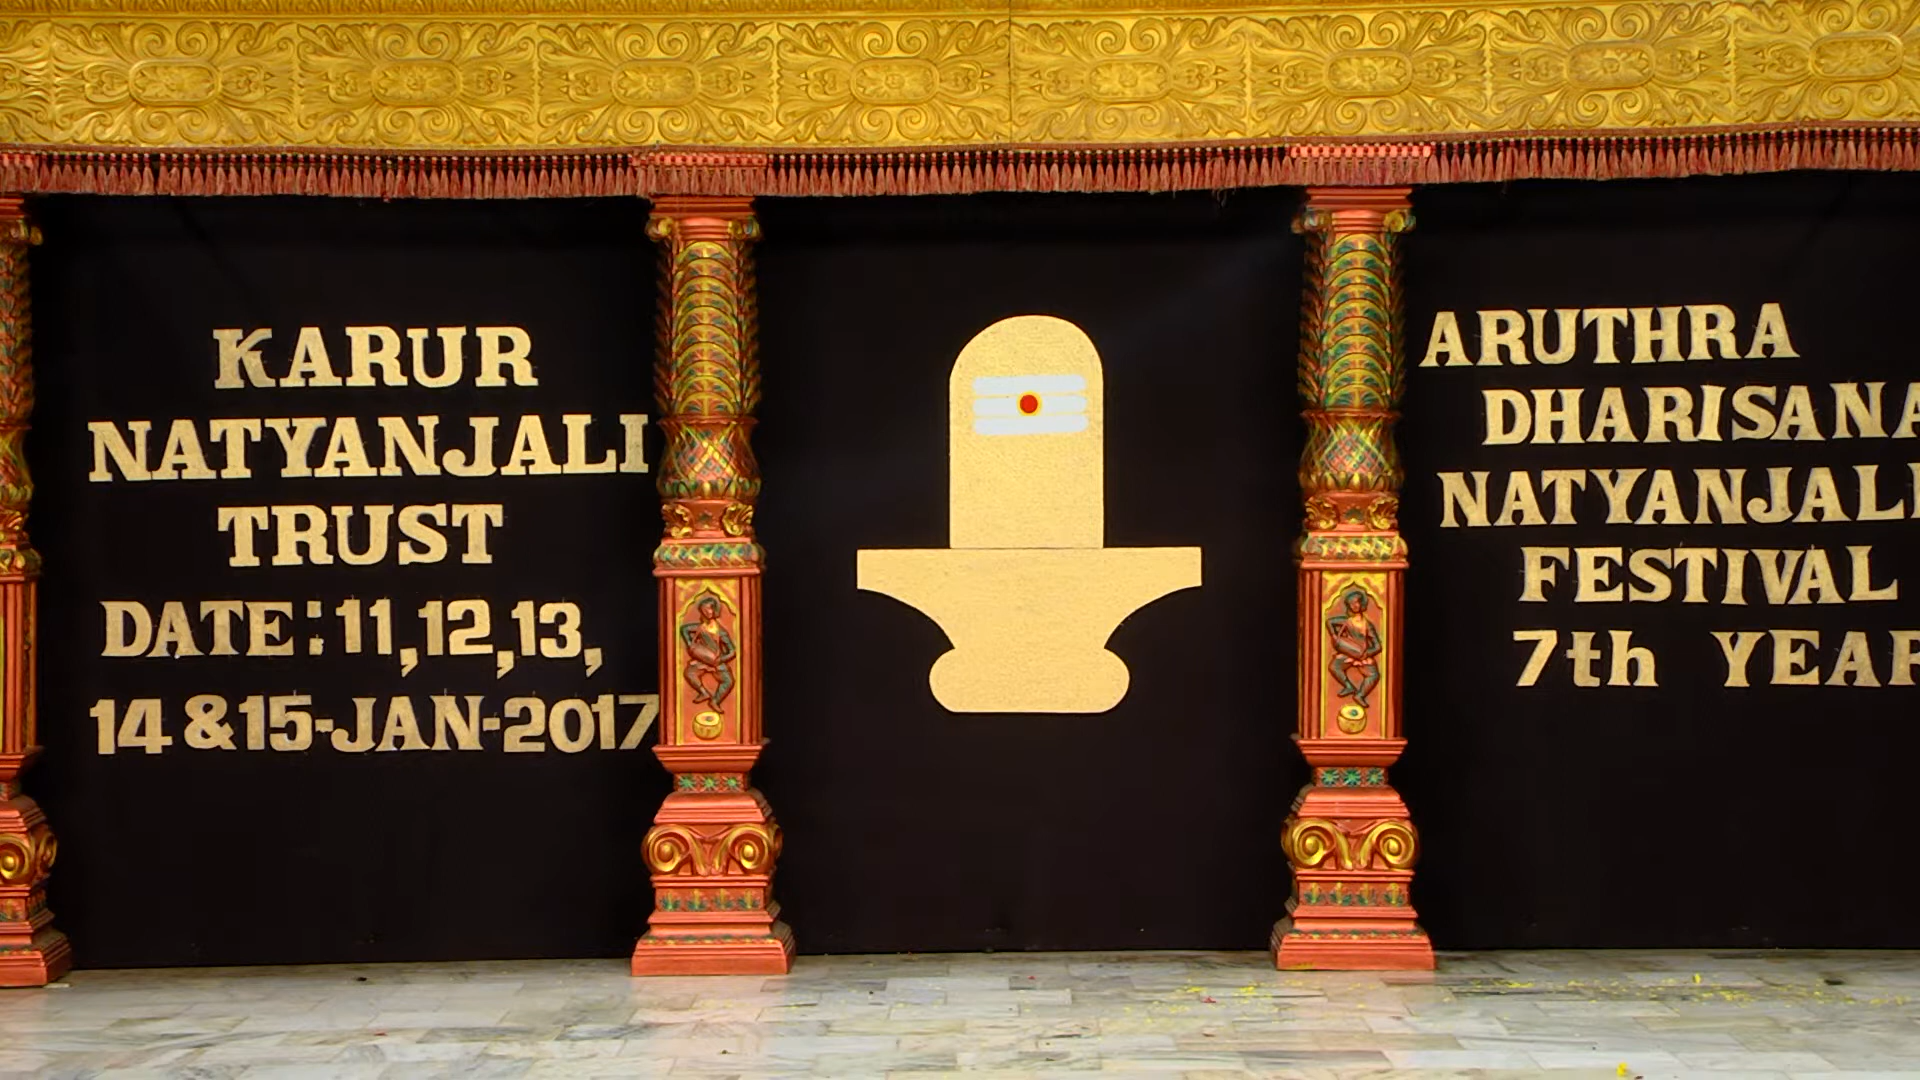 KARUR
NATYANJALI
TRUST
DATE:11,12,13,
14 &15-JAN-2017
ARUTHRA
DHARISANA
NATYANJALI
FESTIVAL
7th YEAR